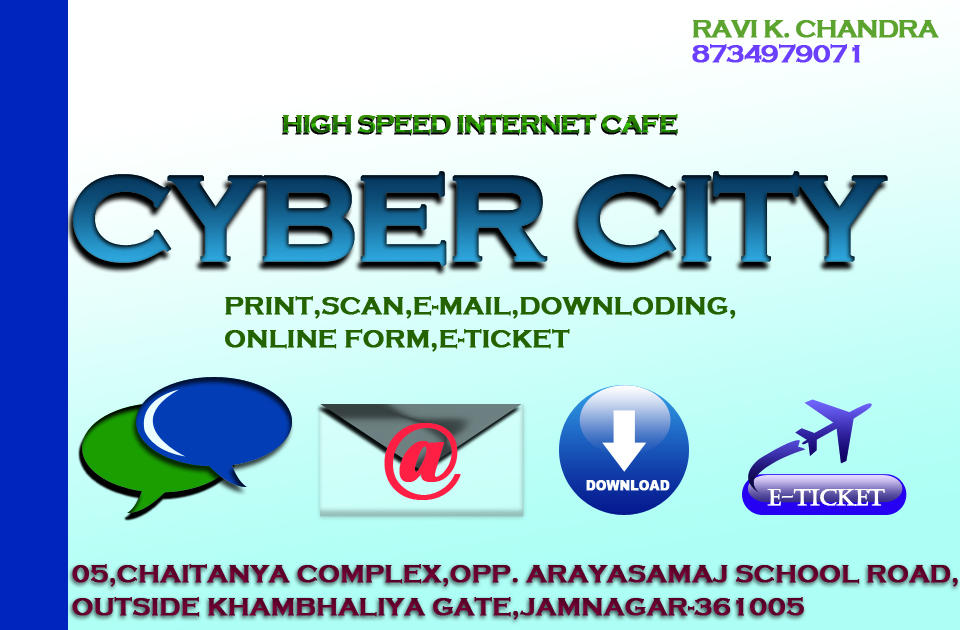 RAVI K. CHANDRA
8734979071
HIGH SPEED INTERNET CAFE
CYBER CITY
PRINT,SCAN,E-MAIL,DOWNLODING,
ONLINE FORM,E-TICKET
@
DOWNLOAD
E-TICKET
05,CHAITANYA COMPLEX,OPP. ARAYASAMAJ SCHOOL ROAD,
OUTSIDE KHAMBHALIYA GATE,JAMNAGAR-361005